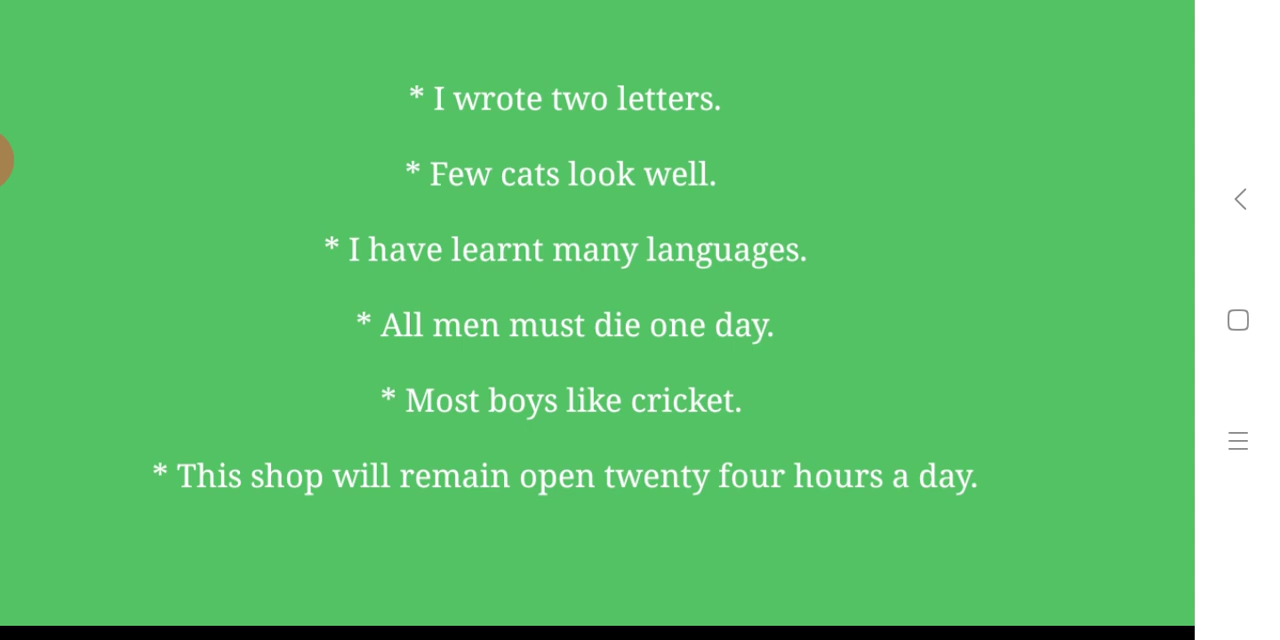 * I wrote two letters.
* Few cats look well.
* I have learnt many languages.
* All men must die one day.
* Most boys like cricket.
* This shop will remain open twenty four hours a day.